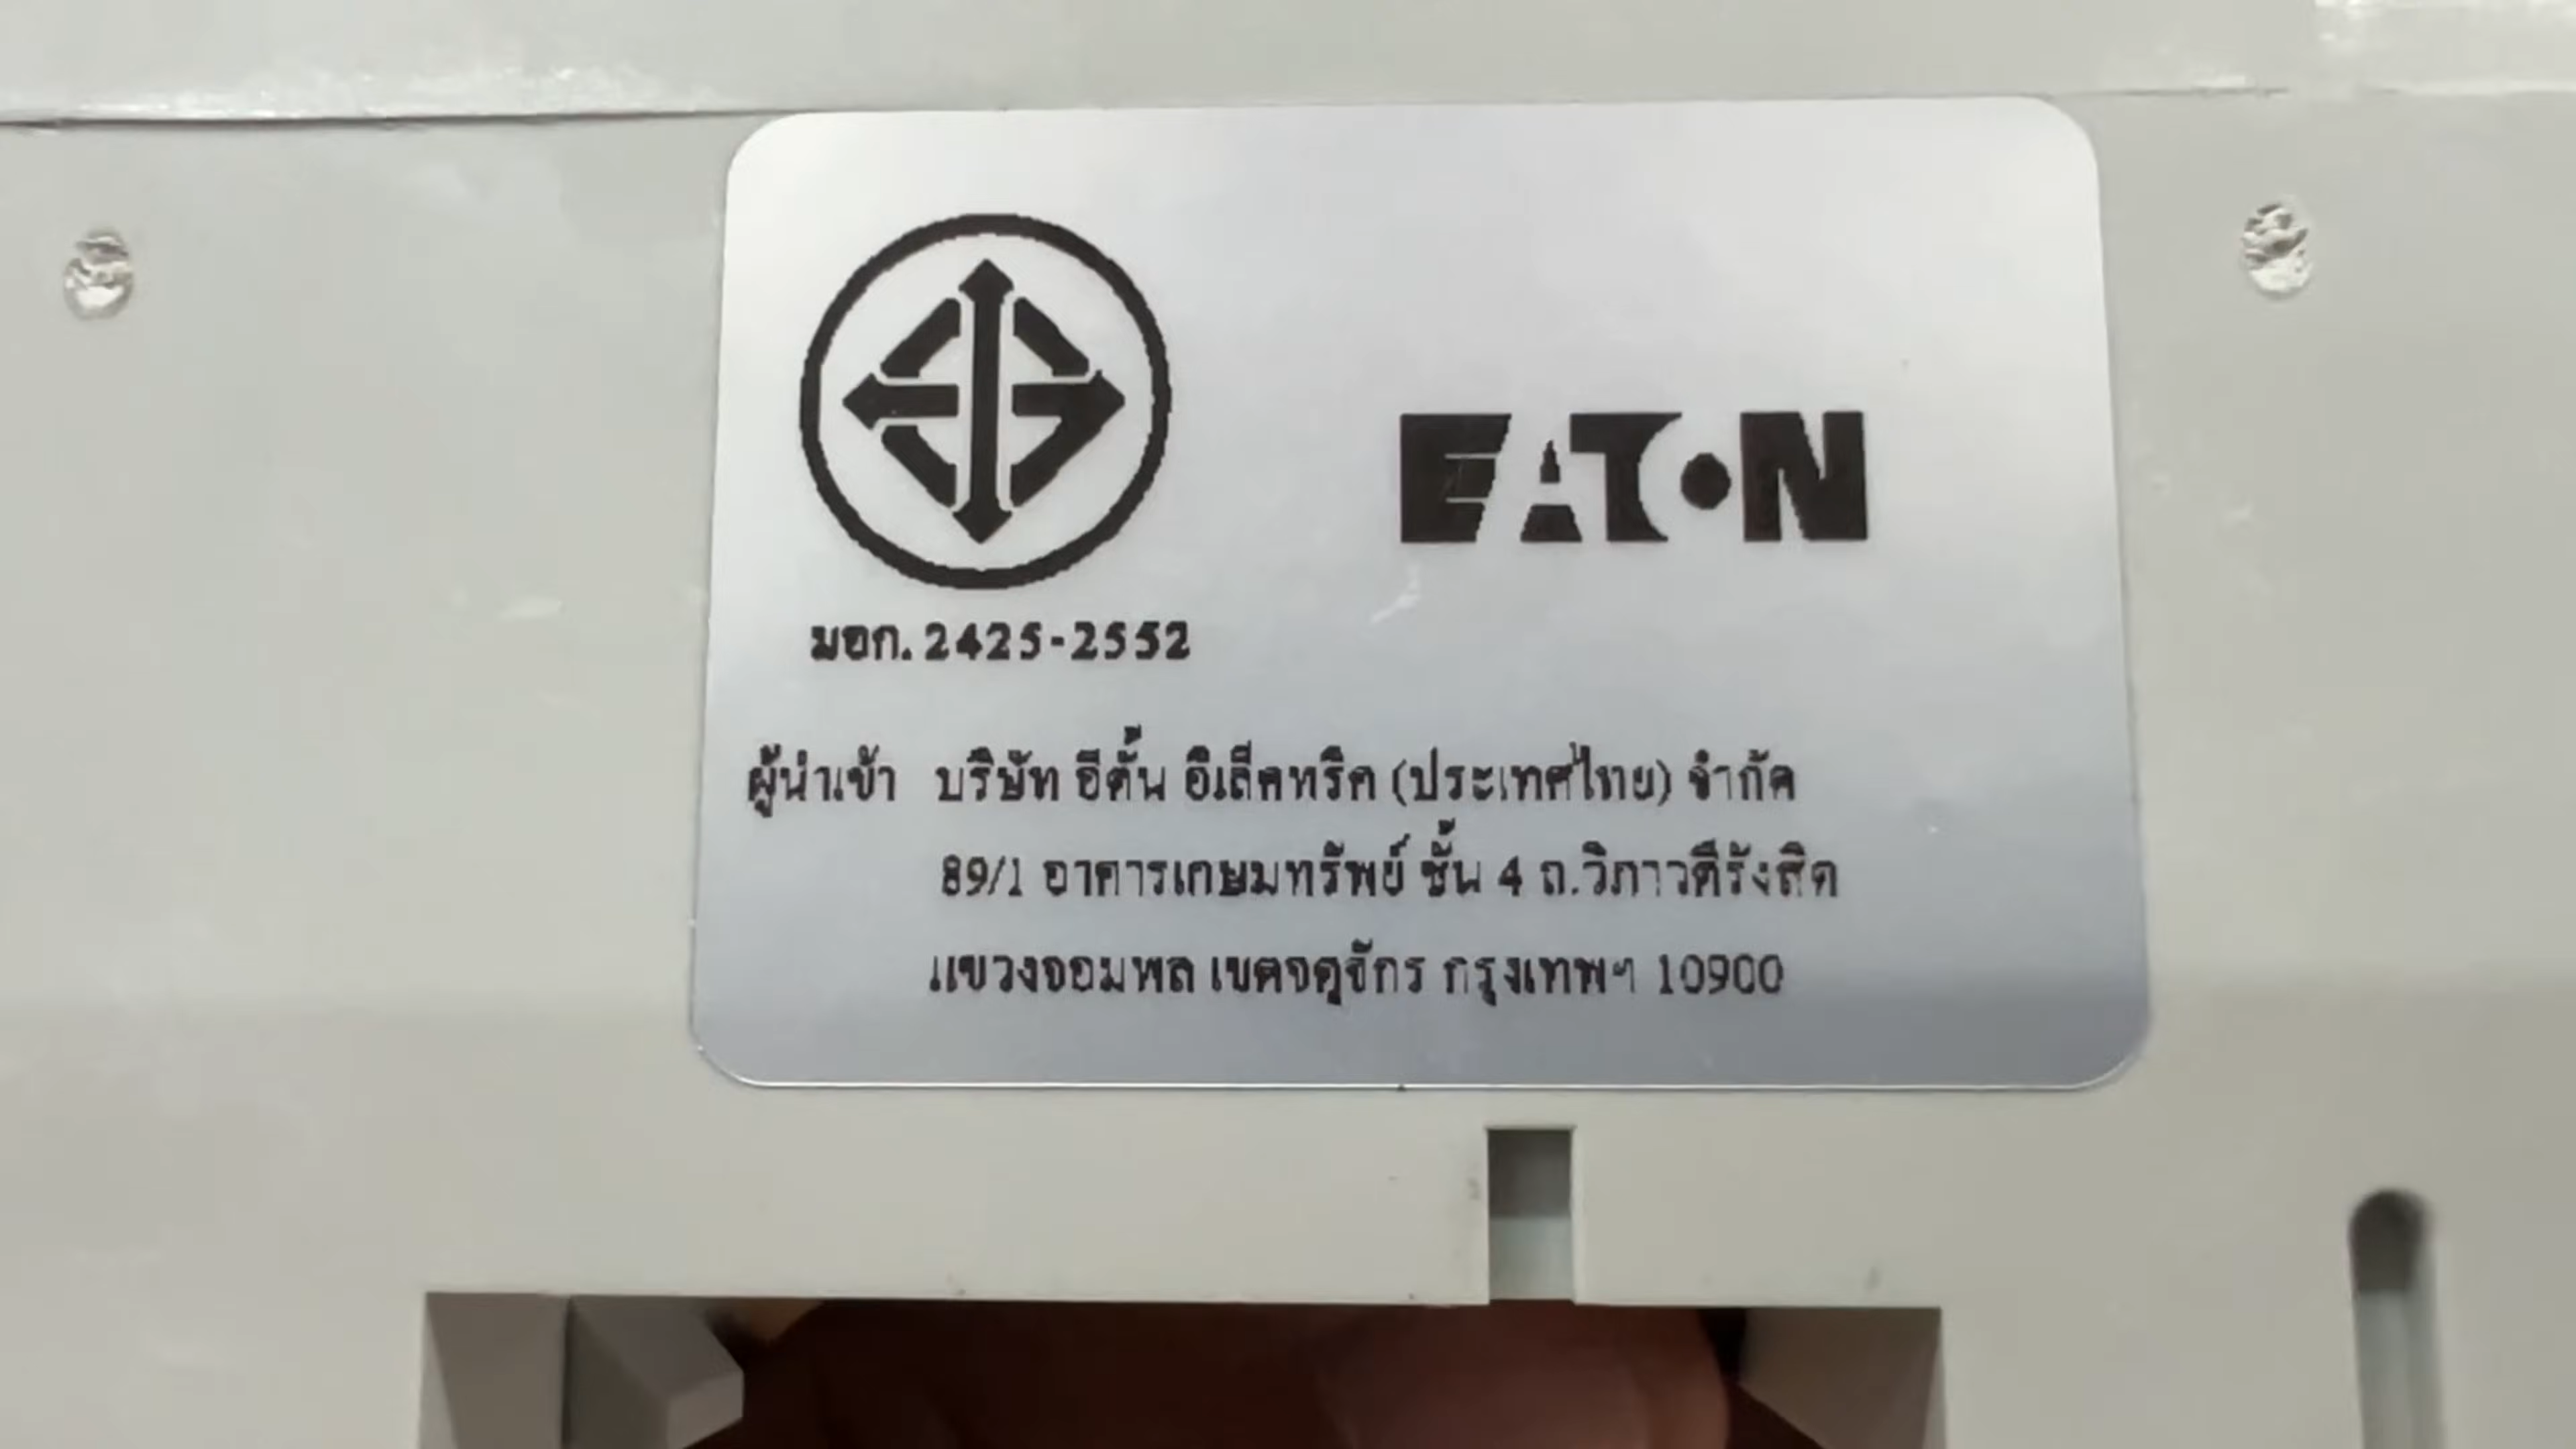 EATON
มอก. 2425-2552
ผู้นำเข้า บริษัท อีตั้น อีเล็คทริค (ประเทศไทย) จำกัด
89/1 อาคารเกษมทรัพย์ ชั้น 4 ถ.วิภาวดีรังสิต
แขวงจอมพล เขตจตุจักร กรุงเทพฯ 10900